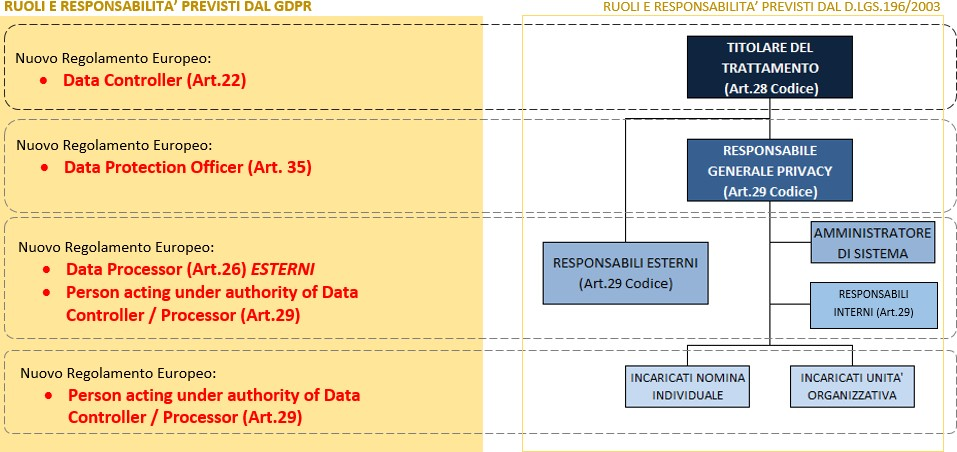 RUOLI E RESPONSABILITA' PREVISTI DAL GDPR
Nuovo Regolamento Europeo:
• Data Controller (Art.22)
Nuovo Regolamento Europeo:
• Data Protection Officer (Art. 35)
Nuovo Regolamento Europeo:
• Data Processor (Art.26) ESTERNI
• Person acting under authority of Data
Controller / Processor (Art.29)
Nuovo Regolamento Europeo:
• Person acting under authority of Data
Controller / Processor (Art.29)
RUOLI E RESPONSABILITA' PREVISTI DAL D.LGS.196/2003
TITOLARE DEL
TRATTAMENTO
(Art.28 Codice)
RESPONSABILE
GENERALE PRIVACY
(Art.29 Codice)
RESPONSABILI ESTERNI
(Art.29 Codice)
AMMINISTRATORE
DI SISTEMA
RESPONSABILI
INTERNI (Art.29)
INCARICATI NOMINA
INDIVIDUALE
INCARICATI UNITA'
ORGANIZZATIVA